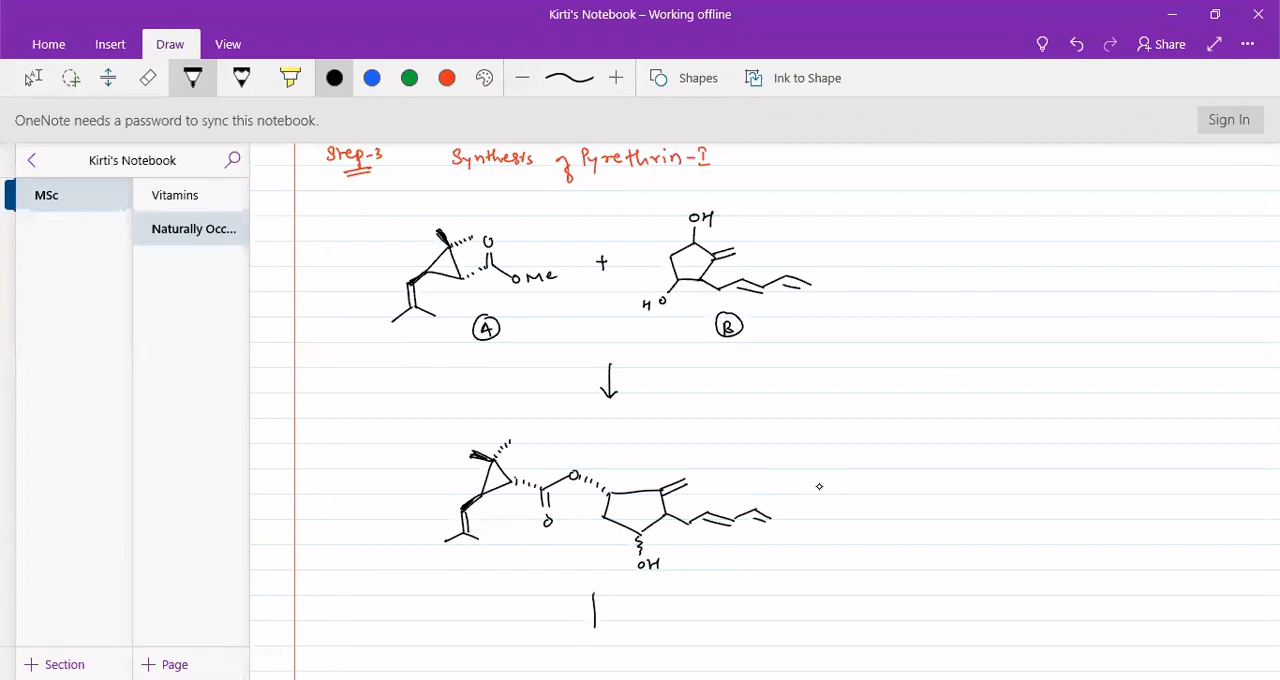 Kirti's Notebook – Working offline
Home Insert Draw View
Share
Shapes Ink to Shape
OneNote needs a password to sync this notebook.
Sign In
Kirti's Notebook
MSc
Vitamins
Naturally Occ...
Section
Page
Step-3 Synthesis of Pyrethrin-I
O
OMe
A
+
OH
HO
B
O
O
OH